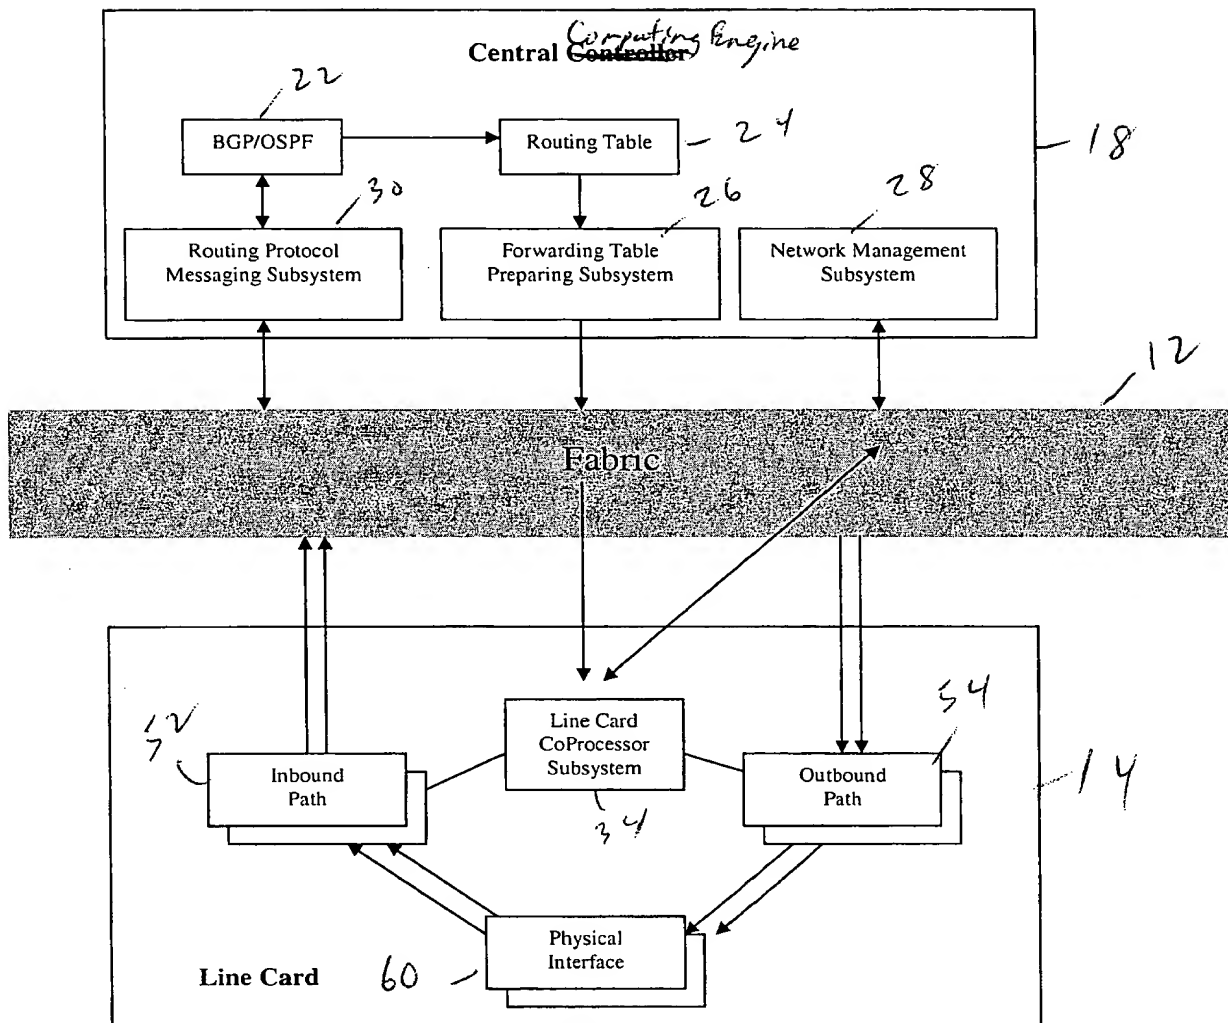 Computing Engine
Central Controller
22
BGP/OSPF
Routing Table
24
18
30
26
28
Routing Protocol
Messaging Subsystem
Forwarding Table
Preparing Subsystem
Network Management
Subsystem
12
Fabric
52
Inbound
Path
Line Card
CoProcessor
Subsystem
34
54
Outbound
Path
14
Physical
Interface
60
Line Card